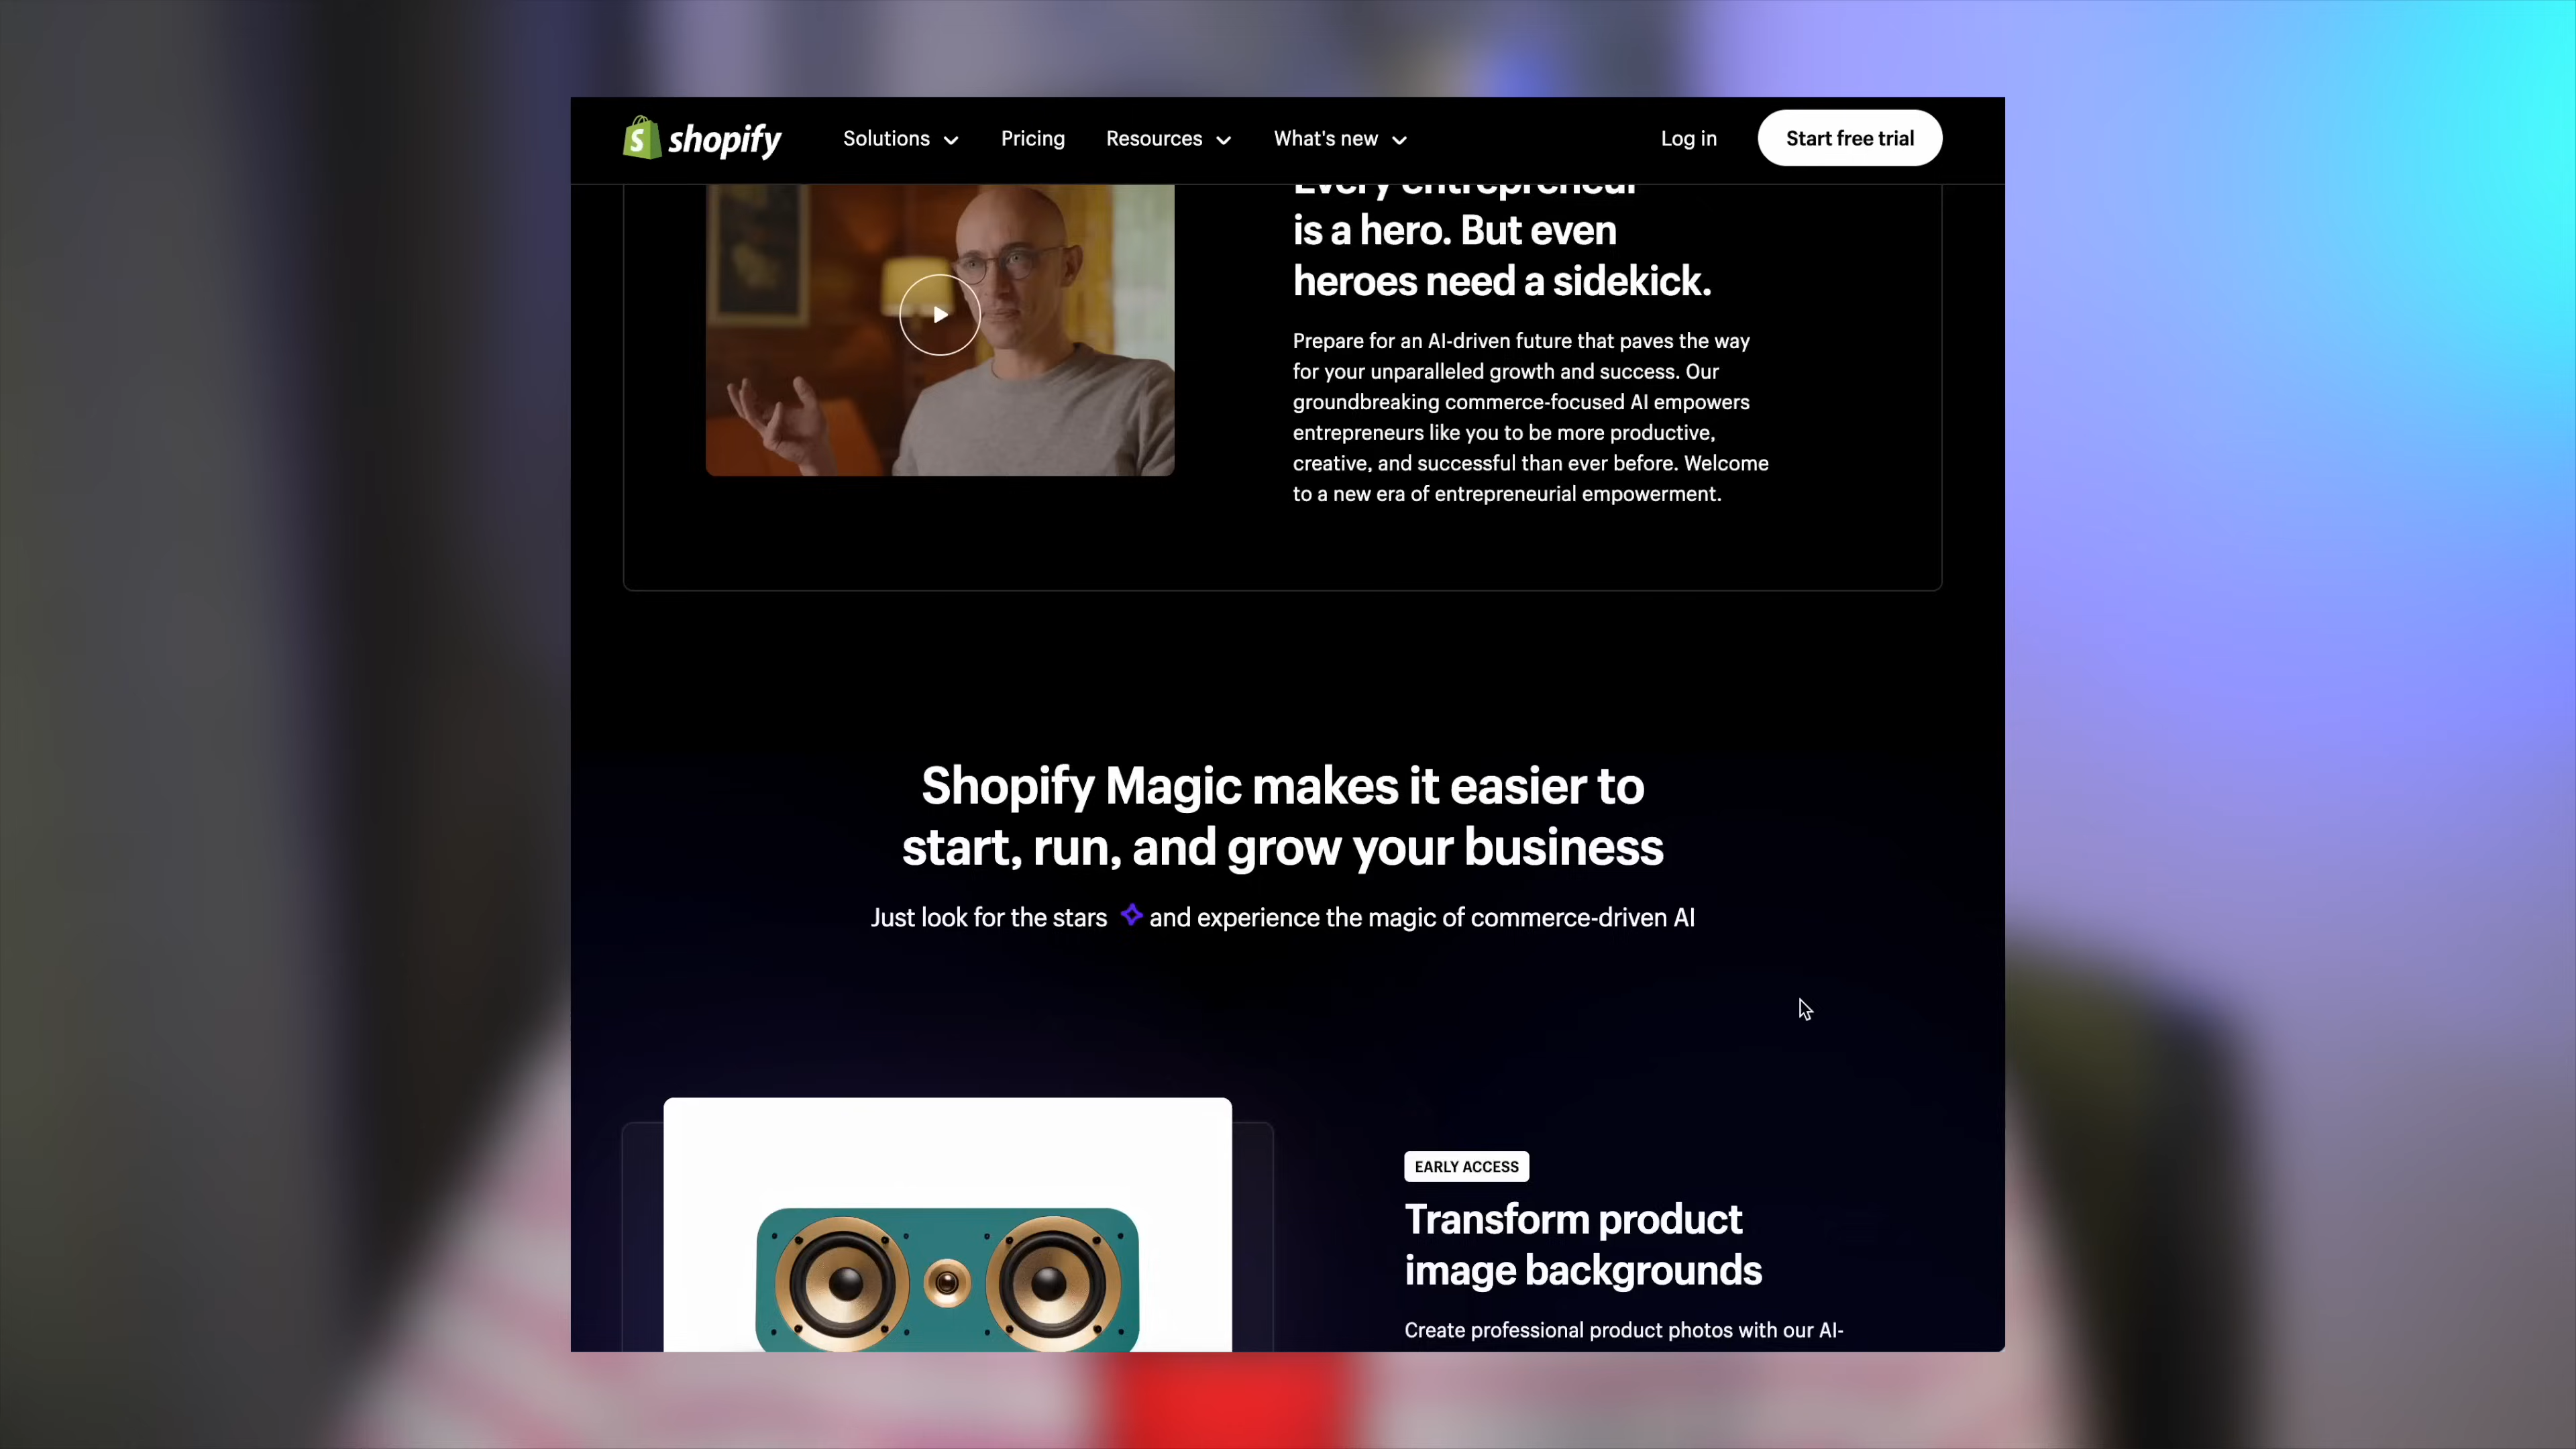 shopify
Solutions
Pricing
Resources
What's new
Log in
Start free trial
Every entrepreneur
is a hero. But even
heroes need a sidekick.
Prepare for an AI-driven future that paves the way
for your unparalleled growth and success. Our
groundbreaking commerce-focused AI empowers
entrepreneurs like you to be more productive,
creative, and successful than ever before. Welcome
to a new era of entrepreneurial empowerment.
Shopify Magic makes it easier to
start, run, and grow your business
Just look for the stars and experience the magic of commerce-driven AI
EARLY ACCESS
Transform product
image backgrounds
Create professional product photos with our AI-